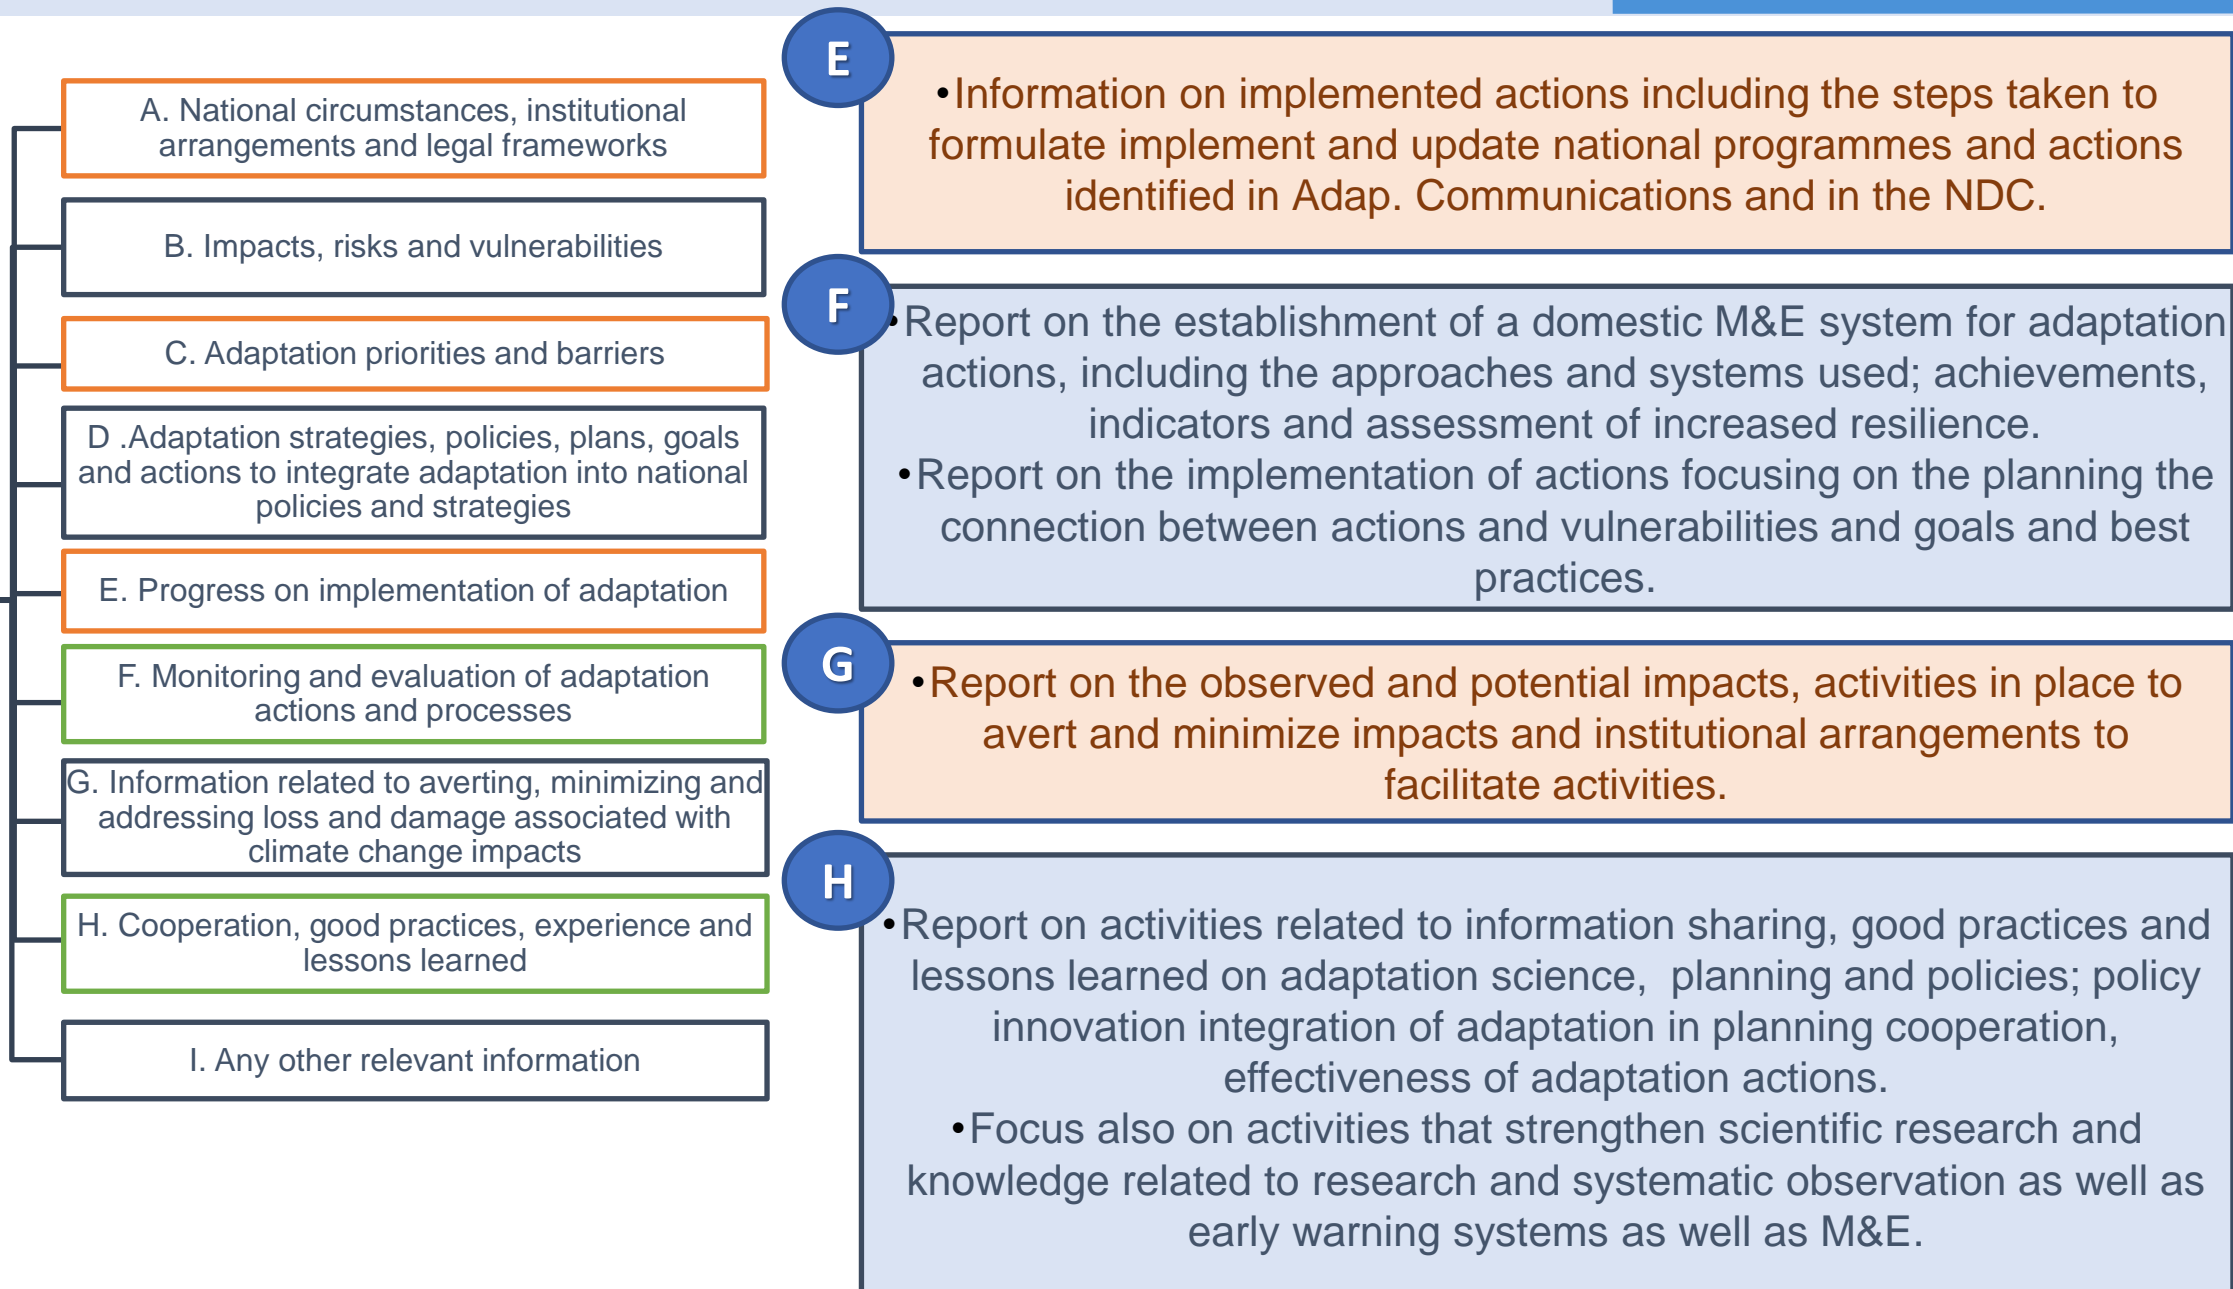 A. National circumstances, institutional
arrangements and legal frameworks
B. Impacts, risks and vulnerabilities
C. Adaptation priorities and barriers
D .Adaptation strategies, policies, plans, goals
and actions to integrate adaptation into national
policies and strategies
E. Progress on implementation of adaptation
F. Monitoring and evaluation of adaptation
actions and processes
G. Information related to averting, minimizing and
addressing loss and damage associated with
climate change impacts
H. Cooperation, good practices, experience and
lessons learned
I. Any other relevant information
E
•Information on implemented actions including the steps taken to
formulate implement and update national programmes and actions
identified in Adap. Communications and in the NDC.
F
•Report on the establishment of a domestic M&E system for adaptation
actions, including the approaches and systems used; achievements,
indicators and assessment of increased resilience.
•Report on the implementation of actions focusing on the planning the
connection between actions and vulnerabilities and goals and best
practices.
G
•Report on the observed and potential impacts, activities in place to
avert and minimize impacts and institutional arrangements to
facilitate activities.
H
•Report on activities related to information sharing, good practices and
lessons learned on adaptation science,  planning and policies; policy
innovation integration of adaptation in planning cooperation,
effectiveness of adaptation actions.
•Focus also on activities that strengthen scientific research and
knowledge related to research and systematic observation as well as
early warning systems as well as M&E.